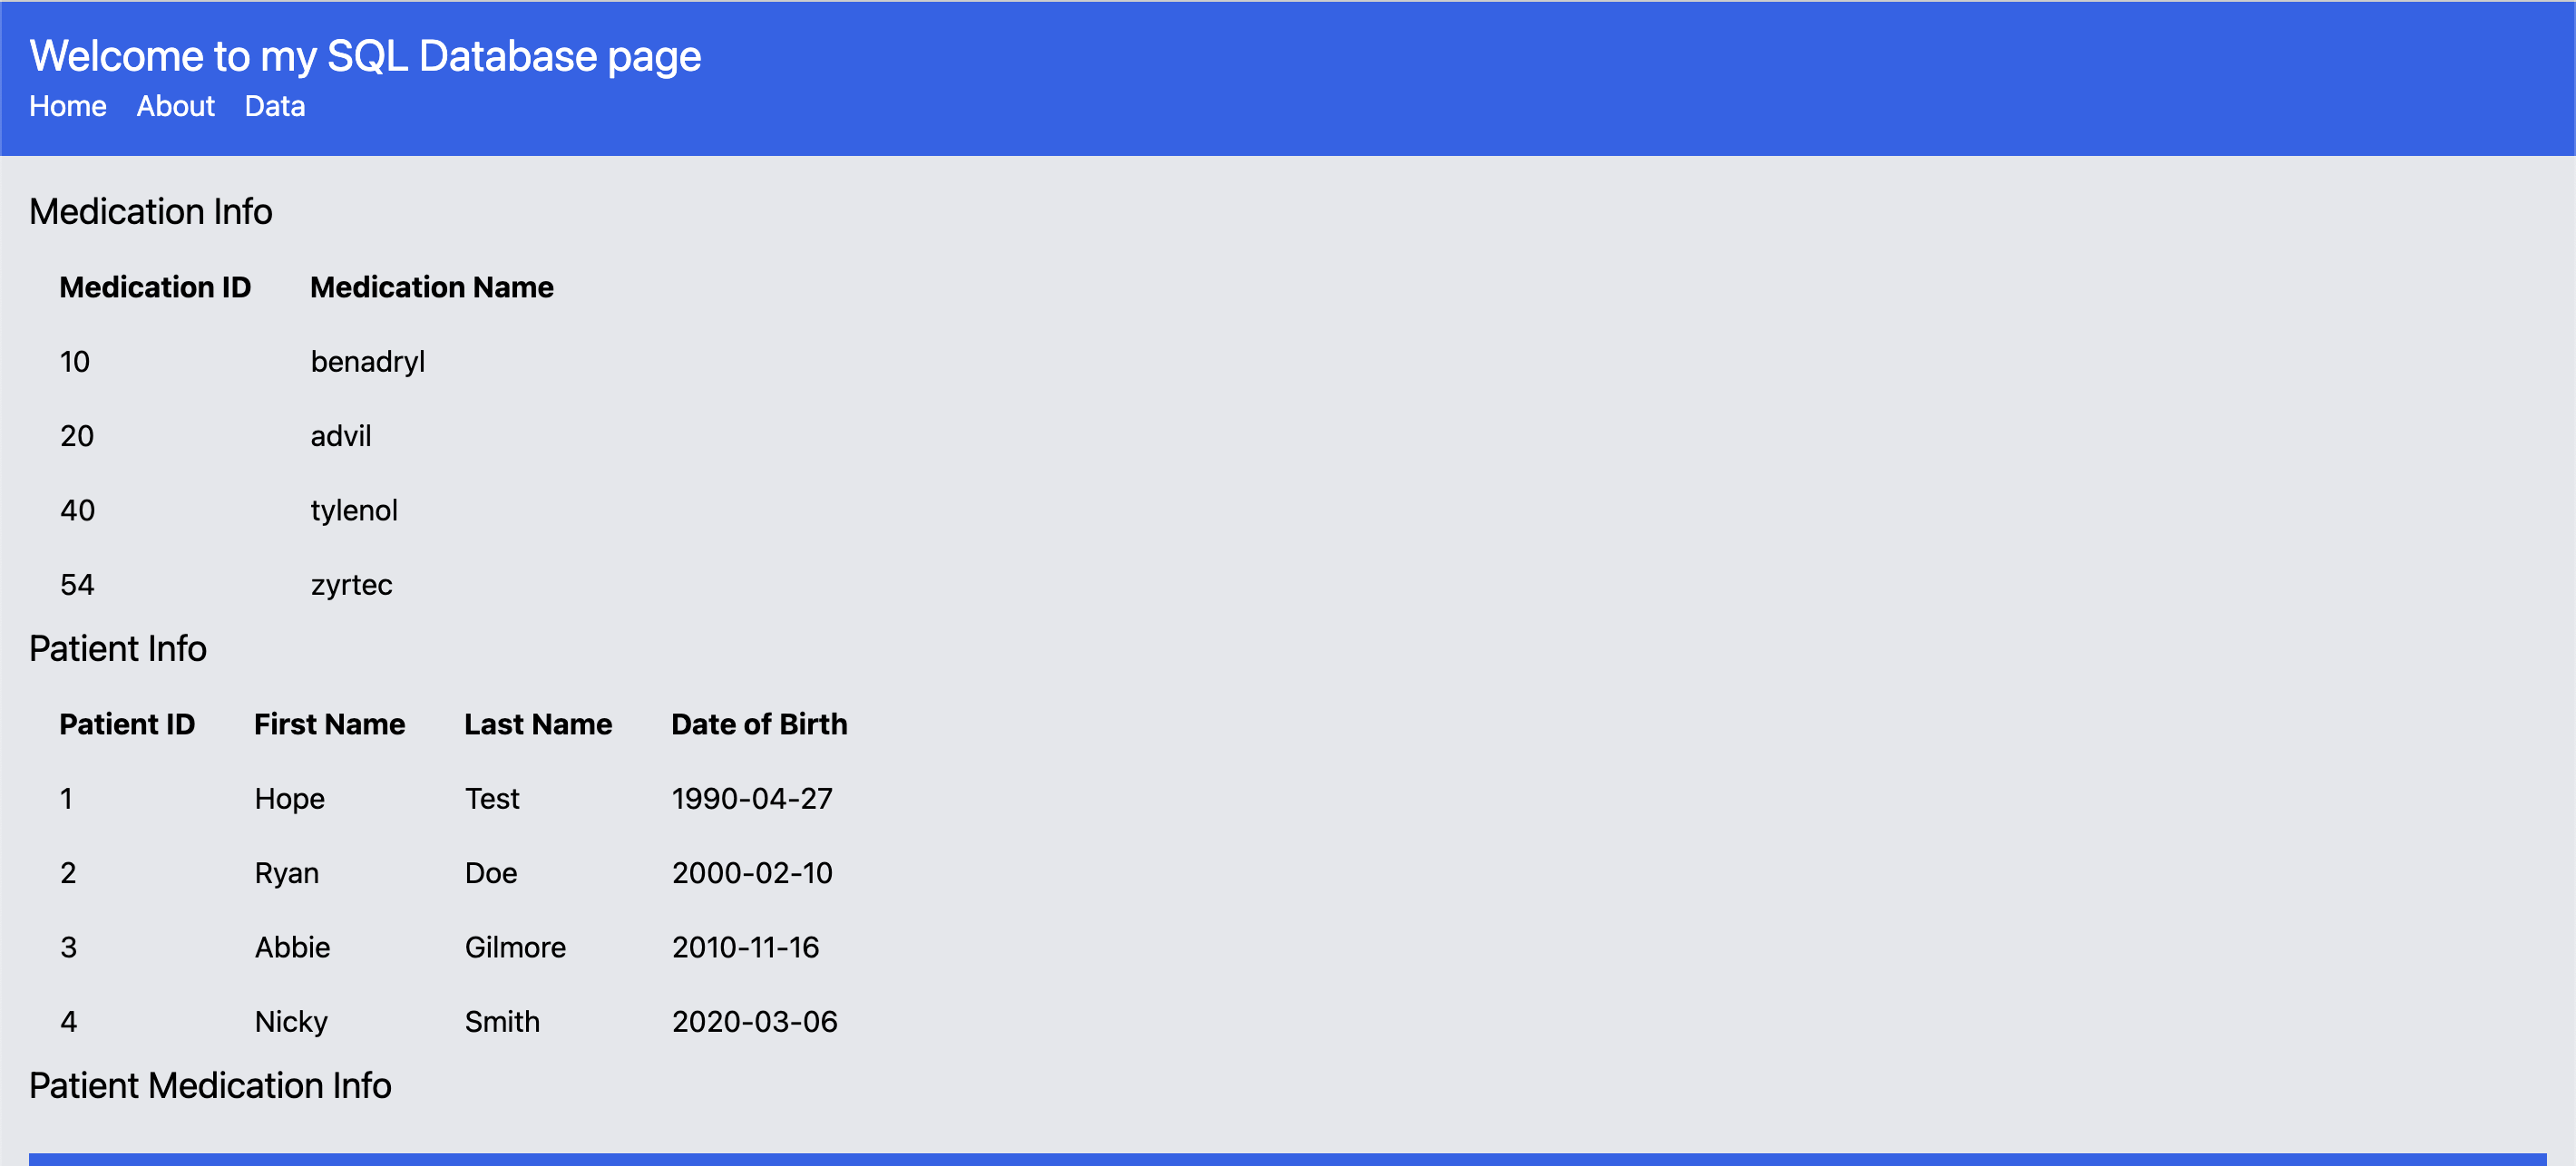 Welcome to my SQL Database page
Home About Data
Medication Info
Medication ID Medication Name
10 benadryl
20 advil
40 tylenol
54 zyrtec
Patient Info
Patient ID First Name Last Name Date of Birth
1 Hope Test 1990-04-27
2 Ryan Doe 2000-02-10
3 Abbie Gilmore 2010-11-16
4 Nicky Smith 2020-03-06
Patient Medication Info